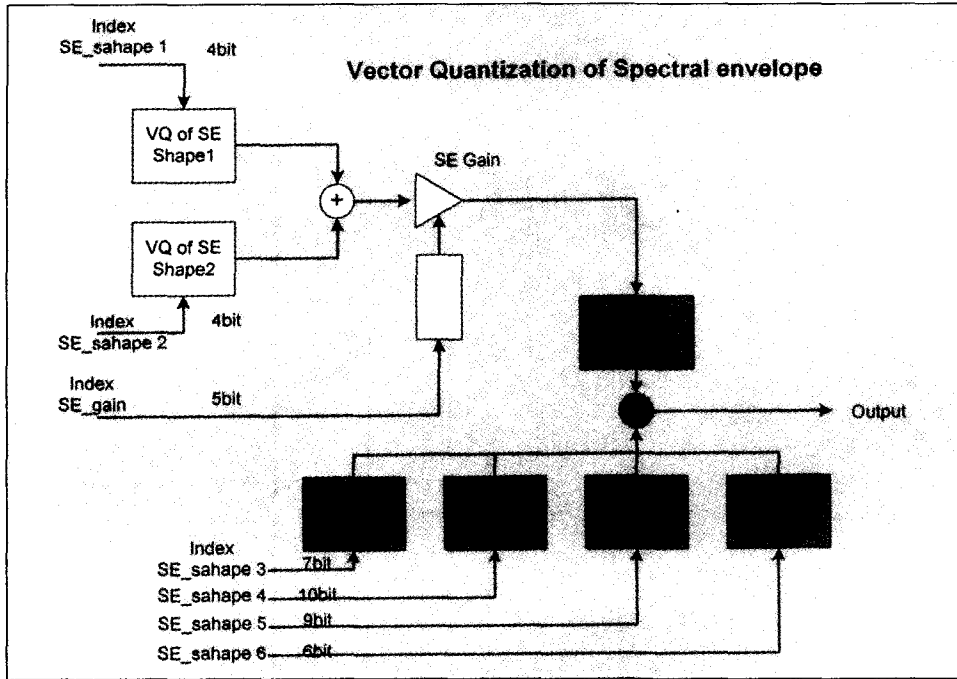 Index
SE_sahape 1 4bit
Vector Quantization of Spectral envelope
VQ of SE
Shape1
SE Gain
+
VQ of SE
Shape2
Index
SE_sahape 2 4bit
Index
SE_gain 5bit
Output
Index
SE_sahape 3 7bit
SE_sahape 4 10bit
SE_sahape 5 9bit
SE_sahape 6 6bit